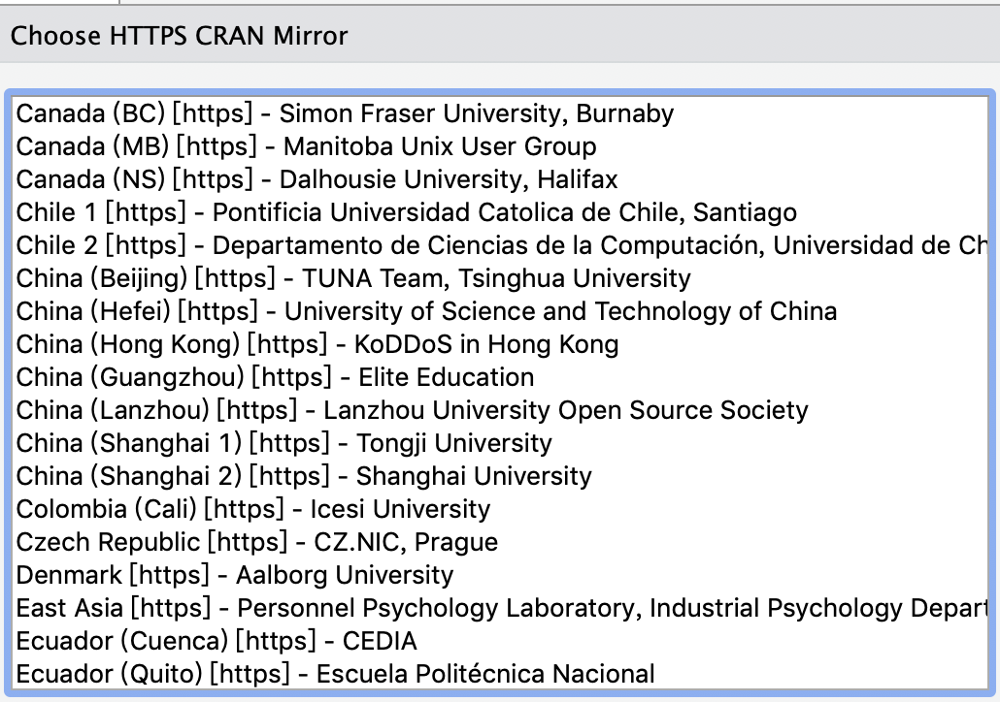 Choose HTTPS CRAN Mirror
Canada (BC) [https] - Simon Fraser University, Burnaby
Canada (MB) [https] - Manitoba Unix User Group
Canada (NS) [https] - Dalhousie University, Halifax
Chile 1 [https] - Pontificia Universidad Catolica de Chile, Santiago
Chile 2 [https] - Departamento de Ciencias de la Computación, Universidad de Ch
China (Beijing) [https] - TUNA Team, Tsinghua University
China (Hefei) [https] - University of Science and Technology of China
China (Hong Kong) [https] - KoDDoS in Hong Kong
China (Guangzhou) [https] - Elite Education
China (Lanzhou) [https] - Lanzhou University Open Source Society
China (Shanghai 1) [https] - Tongji University
China (Shanghai 2) [https] - Shanghai University
Colombia (Cali) [https] - Icesi University
Czech Republic [https] - CZ.NIC, Prague
Denmark [https] - Aalborg University
East Asia [https] - Personnel Psychology Laboratory, Industrial Psychology Depart
Ecuador (Cuenca) [https] - CEDIA
Ecuador (Quito) [https] - Escuela Politécnica Nacional